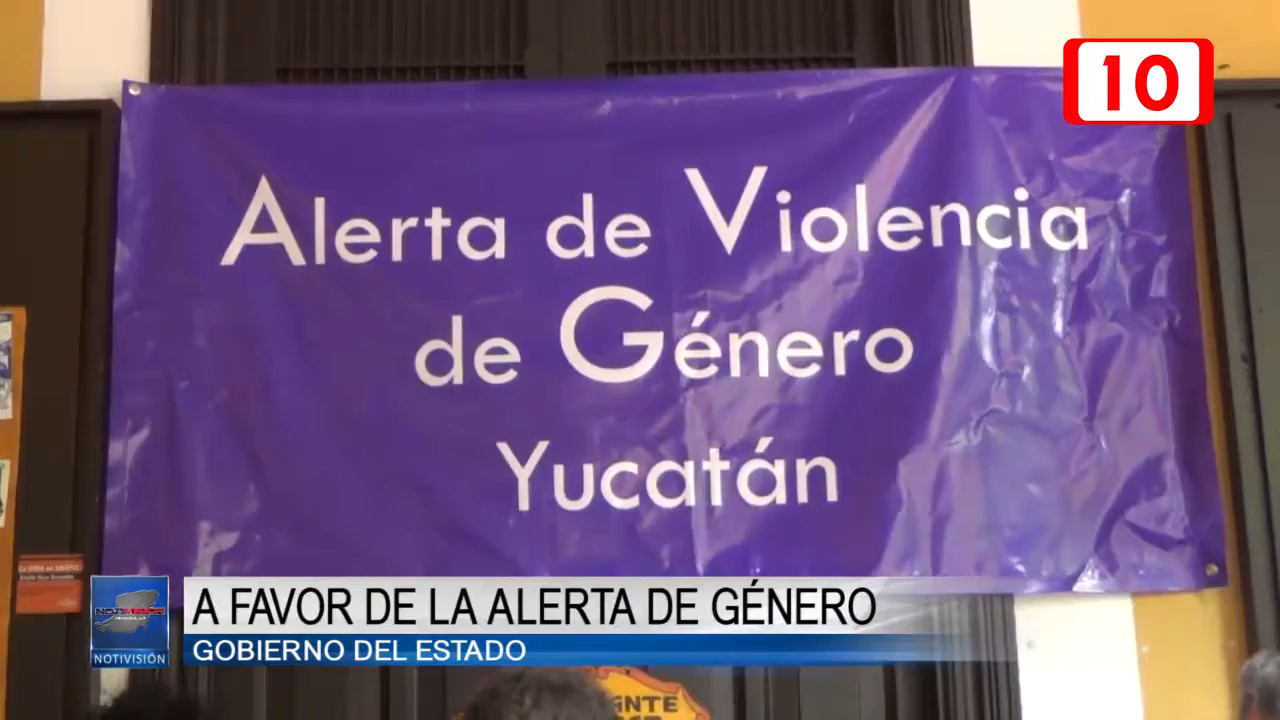 10
Alerta de Violencia
de Género
Yucatán
A FAVOR DE LA ALERTA DE GÉNERO
GOBIERNO DEL ESTADO
NOTIVISIÓN